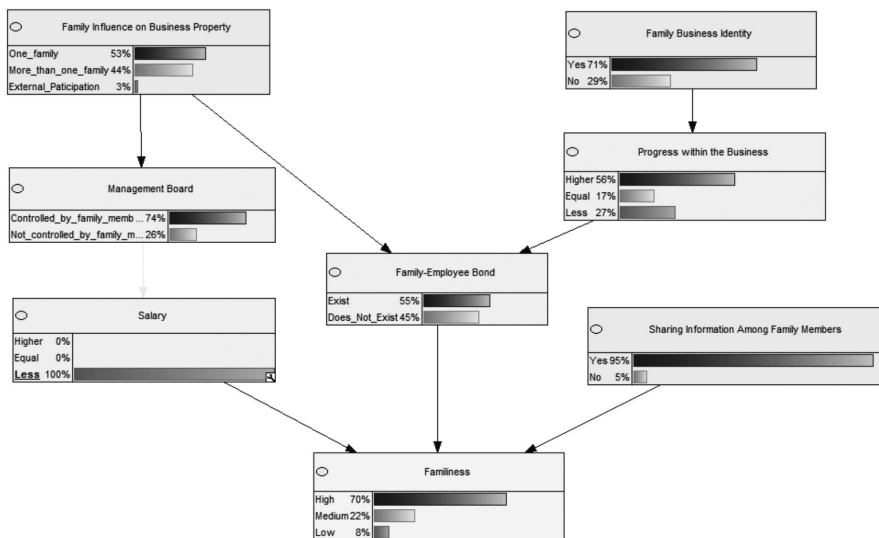 Family Influence on Business Property
One_family 53%
More_than_one_family 44%
External_Paticipation 3%
Family Business Identity
Yes 71%
No 29%
Management Board
Controlled_by_family_memb ... 74%
Not_controlled_by_family_m... 26%
Progress within the Business
Higher 56%
Equal 17%
Less 27%
Family-Employee Bond
Exist 55%
Does_Not_Exist 45%
Salary
Higher 0%
Equal 0%
Less 100%
Sharing Information Among Family Members
Yes 95%
No 5%
Familiness
High 70%
Medium 22%
Low 8%